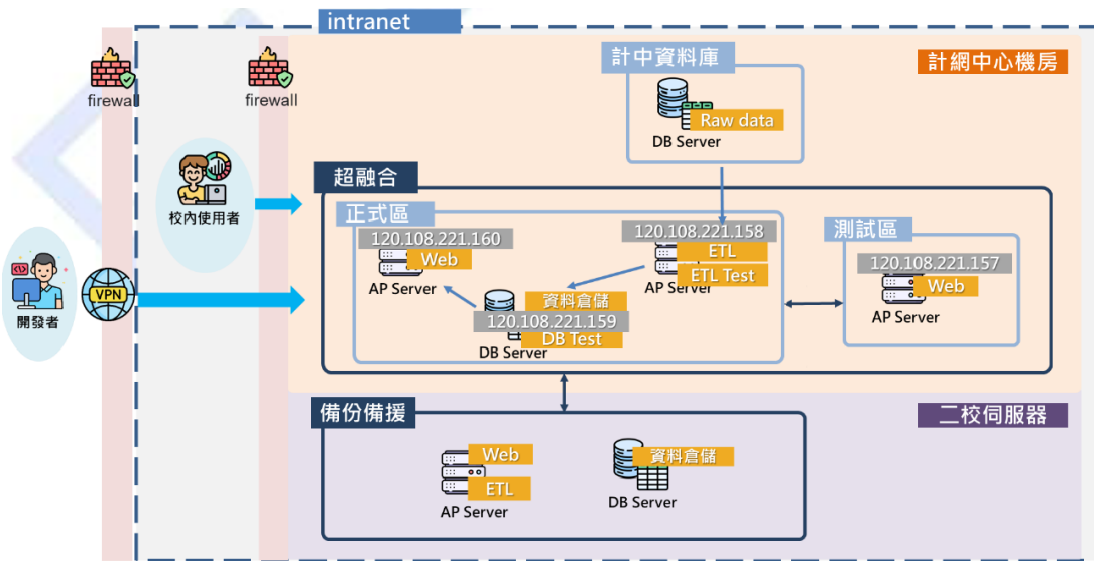 intranet
計網中心機房
firewall
firewall
計中資料庫
Raw data
DB Server
超融合
校內使用者
正式區
120.108.221.160
Web
AP Server
120.108.221.158
ETL
ETL Test
AP Server
測試區
120.108.221.157
Web
AP Server
開發者
VPN
資料倉儲
120.108.221.159
DB Test
DB Server
備份備援
二校伺服器
Web
ETL
AP Server
資料倉儲
DB Server